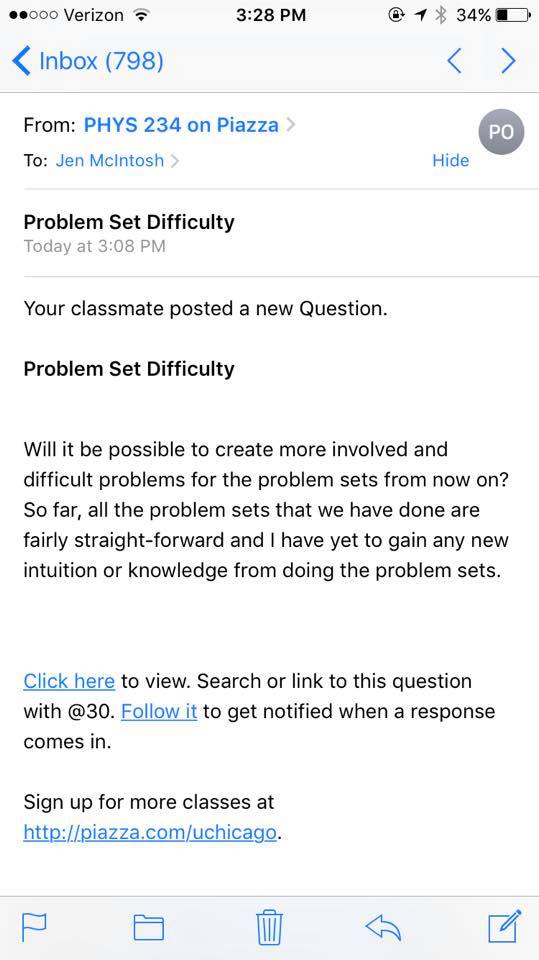 Verizon 3:28 PM 34%
Inbox (798)
From: PHYS 234 on Piazza
PO
To: Jen McIntosh Hide
Problem Set Difficulty
Today at 3:08 PM
Your classmate posted a new Question.
Problem Set Difficulty
Will it be possible to create more involved and
difficult problems for the problem sets from now on?
So far, all the problem sets that we have done are
fairly straight-forward and I have yet to gain any new
intuition or knowledge from doing the problem sets.
Click here to view. Search or link to this question
with @30. Follow it to get notified when a response
comes in.
Sign up for more classes at
http://piazza.com/uchicago.